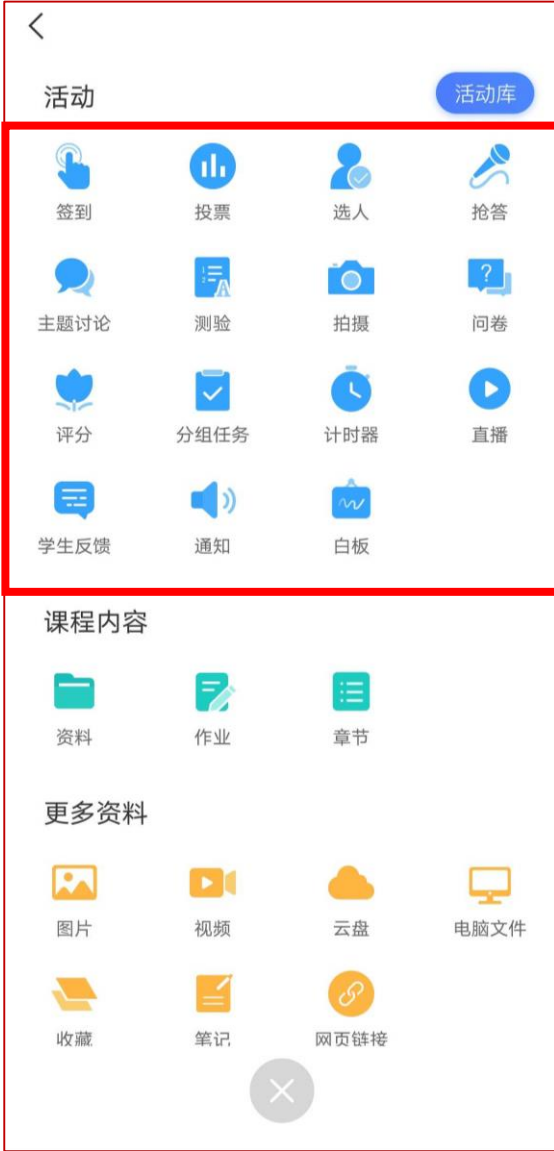 活动 活动库
签到 投票 选人 抢答
主题讨论 测验 拍摄 问卷
评分 分组任务 计时器 直播
学生反馈 通知 白板
课程内容
资料 作业 章节
更多资料
图片 视频 云盘 电脑文件
收藏 笔记 网页链接